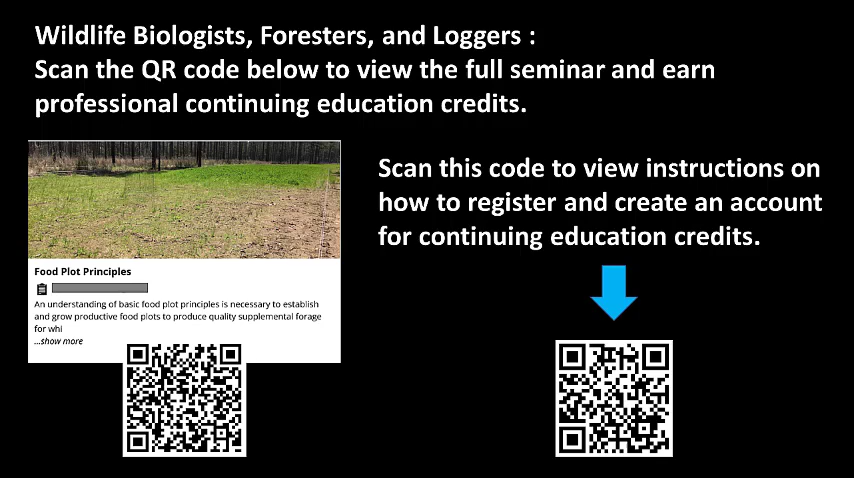 Wildlife Biologists, Foresters, and Loggers :
Scan the QR code below to view the full seminar and earn
professional continuing education credits.
Scan this code to view instructions on
how to register and create an account
for continuing education credits.
Food Plot Principles
An understanding of basic food plot principles is necessary to establish
and grow productive food plots to produce quality supplemental forage
for whi
...show more